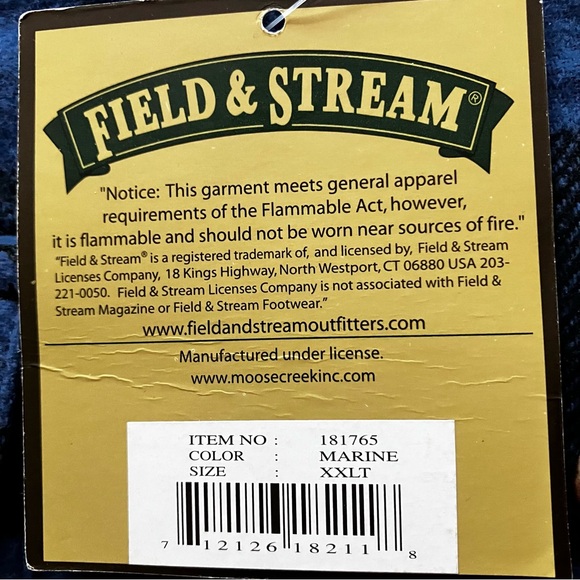 FIELD & STREAM®
"Notice: This garment meets general apparel
requirements of the Flammable Act, however,
it is flammable and should not be worn near sources of fire."
"Field & Stream® is a registered trademark of, and licensed by, Field & Stream
Licenses Company, 18 Kings Highway, North Westport, CT 06880 USA 203-
221-0050. Field & Stream Licenses Company is not associated with Field &
Stream Magazine or Field & Stream Footwear."
www.fieldandstreamoutfitters.com
Manufactured under license.
www.moosecreekinc.com
ITEM NO : 181765
COLOR : MARINE
SIZE : XXLT
7 12126 18211 8